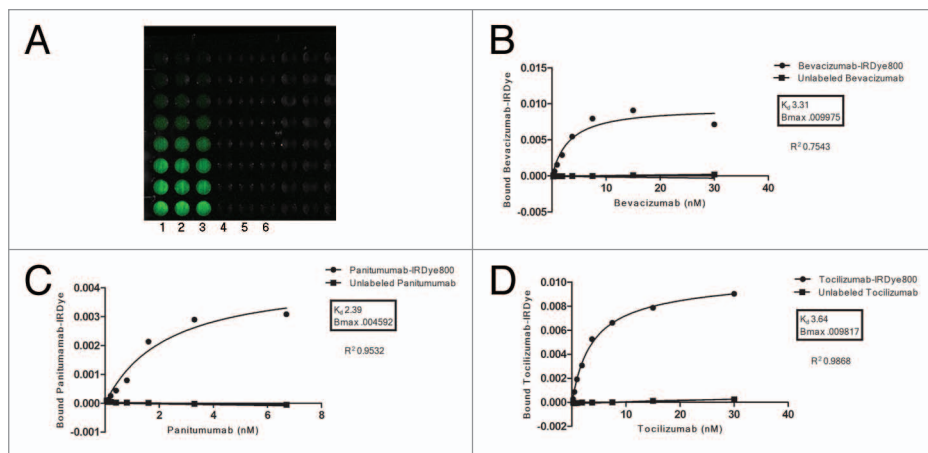 A
1 2 3 4 5 6
B
Bevacizumab-IRDye800
Unlabeled Bevacizumab
Kd 3.31
Bmax .009975
R2 0.7543
Bound Bevacizumab-IRDye
0.015
0.010
0.005
0.000
-0.005
10 20 30 40
Bevacizumab (nM)
C
Panitumumab-IRDye800
Unlabeled Panitumumab
Kd 2.39
Bmax .004592
R2 0.9532
Bound Panitumamab-IRDye
0.004
0.003
0.002
0.001
0.000
-0.001
2 4 6 8
Panitumumab (nM)
D
Tocilizumab-IRDye800
Unlabeled Tocilizumab
Kd 3.64
Bmax .009817
R2 0.9868
Bound Tocilizumab-IRDye
0.010
0.008
0.006
0.004
0.002
0.000
-0.002
10 20 30 40
Tocilizumab (nM)